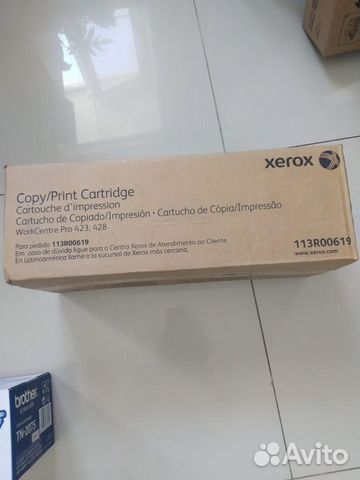 xerox
Copy/Print Cartridge
Cartouche d'impression
Cartucho de Copiado/Impresión · Cartucho de Cópia/Impressão
WorkCentre Pro 423, 428
Para pedido 113R00619
Em caso de dúvida ligue para o Centro Xerox de Atendimento ao Cliente
En Latinoamérica llame a la sucursal de Xerox más cercana.
113R00619
www.xerox.com
brother
TN-2075
Avito